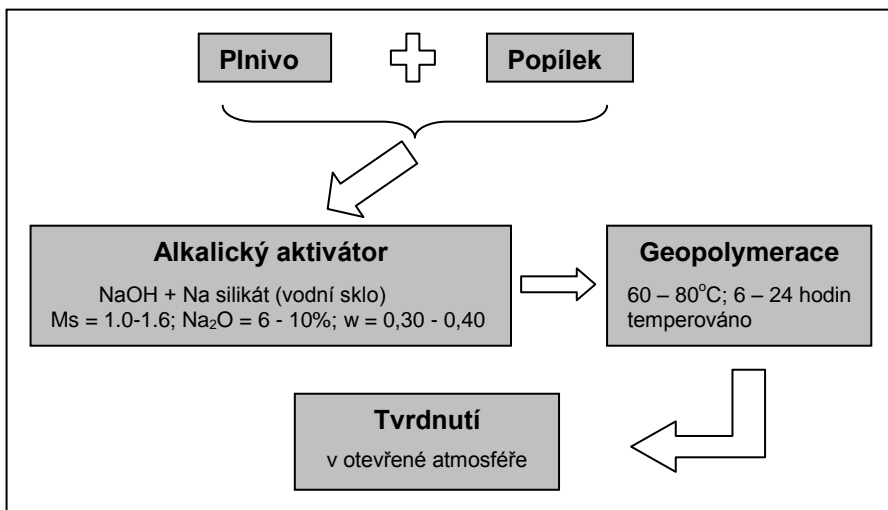 Plnivo
Popílek
Alkalický aktivátor
NaOH + Na silikát (vodní sklo)
Ms = 1.0-1.6; Na₂O = 6 - 10%; w = 0,30 - 0,40
Geopolymerace
60 – 80°C; 6 – 24 hodin
temperováno
Tvrdnutí
v otevřené atmosféře